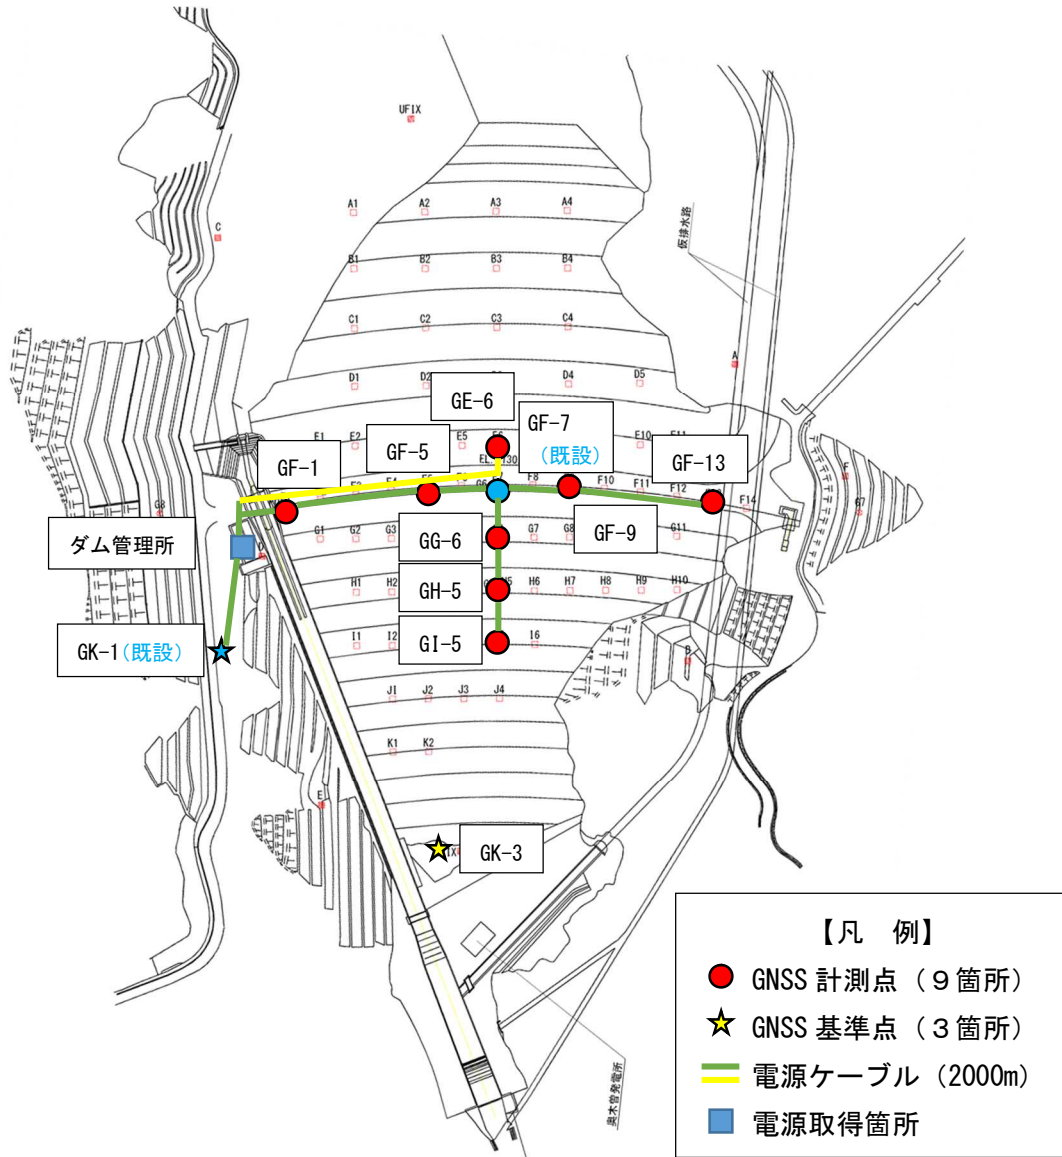 UFIX
A1 A2 A3 A4
仮排水路
C
B1 B2 B3 B4
C1 C2 C3 C4
A
D1 D2 D4 D5
GE-6
GF-7
(既設)
GF-5
GF-1
GF-13
E1 E2 E5 E10 E11
F
G8
G7
F8 F10 F11 F12 F14
GF-9
ダム管理所
D
G1 G2 G3 G7 G8 G11
GG-6
H1 H2 H5 H6 H7 H8 H9 H10
GH-5
I1 I2 I6
GI-5
GK-1(既設)
B
J1 J2 J3 J4
K1 K2
E
GK-3
奥木曽発電所
【凡 例】
GNSS 計測点 (9箇所)
GNSS 基準点 (3箇所)
電源ケーブル (2000m)
電源取得箇所